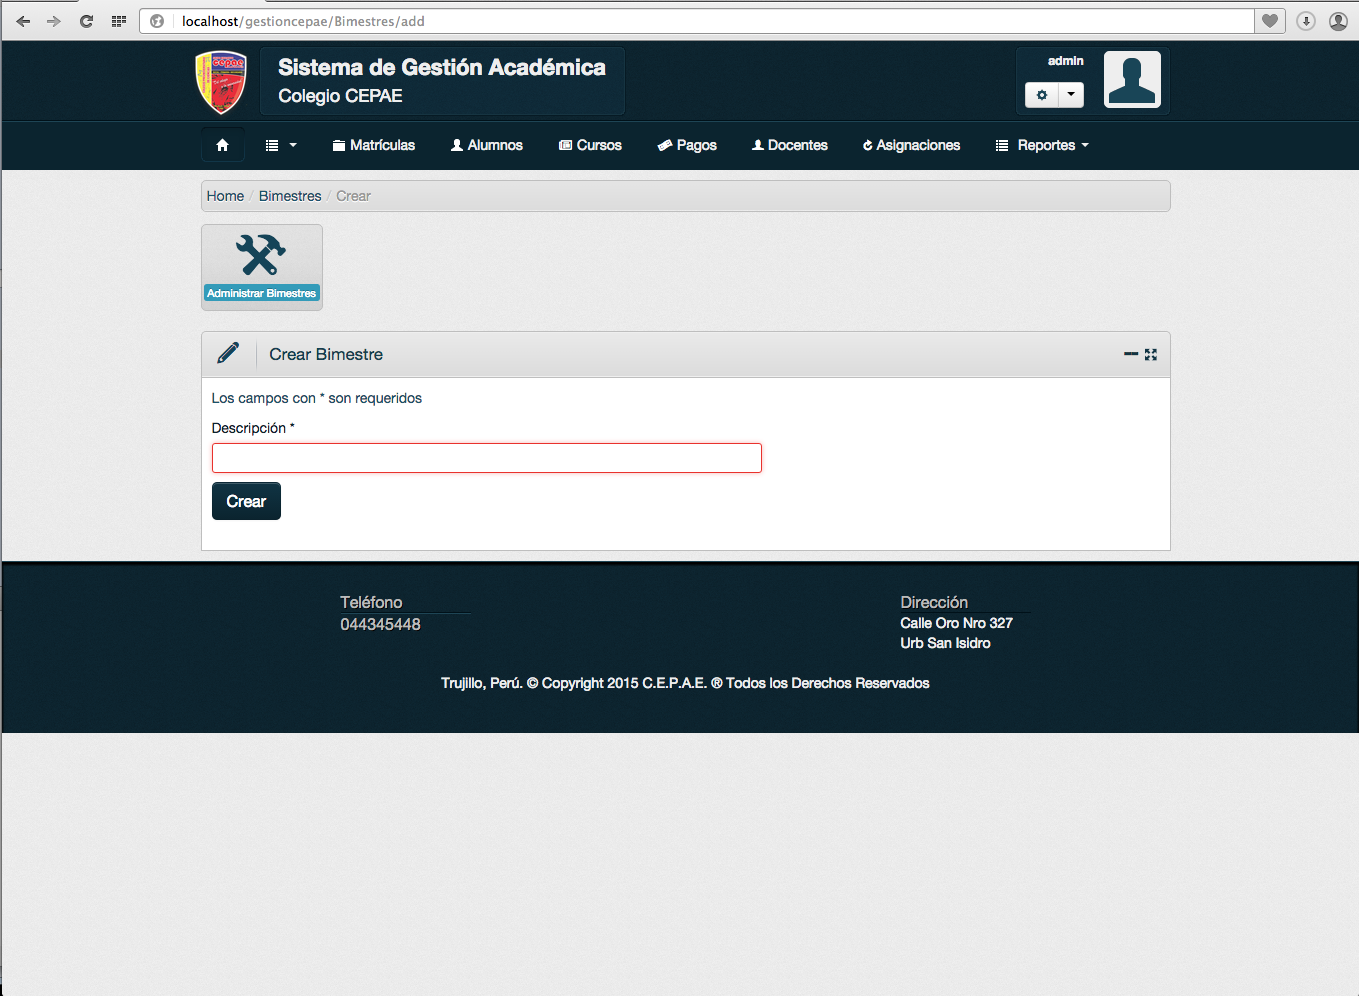 localhost/gestioncepae/Bimestres/add
cepae
Sistema de Gestión Académica
Colegio CEPAE
admin
Matrículas Alumnos Cursos Pagos Docentes Asignaciones Reportes
Home / Bimestres / Crear
Administrar Bimestres
Crear Bimestre
Los campos con * son requeridos
Descripción *
Crear
Teléfono
044345448
Dirección
Calle Oro Nro 327
Urb San Isidro
Trujillo, Perú. © Copyright 2015 C.E.P.A.E. ® Todos los Derechos Reservados